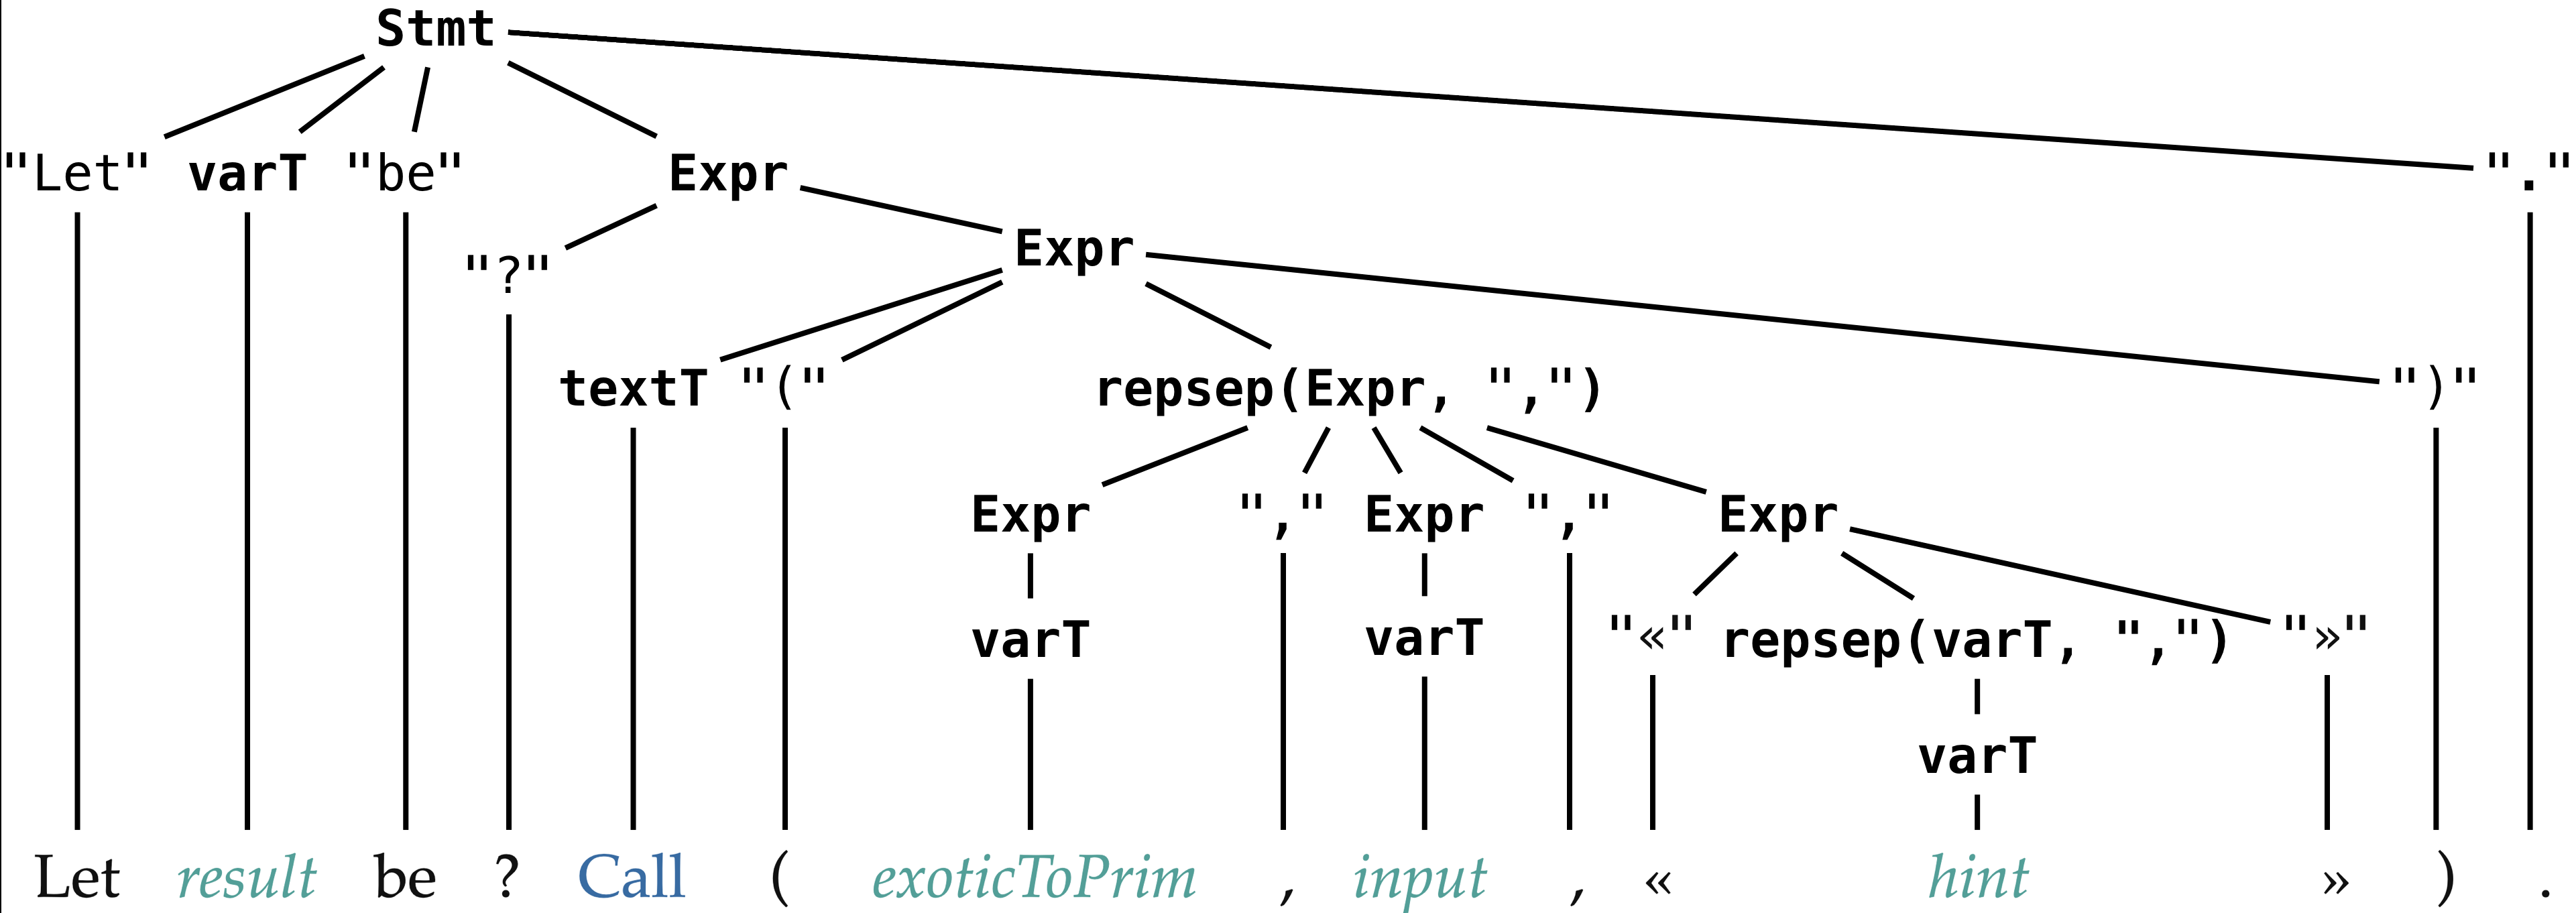 Stmt
"Let" varT "be" Expr "."
"?" Expr
textT "(" repsep(Expr, ",") ")"
Expr "," Expr "," Expr
varT varT "«" repsep(varT, ",") "»"
varT
Let result be ? Call ( exoticToPrim , input , « hint » ) .